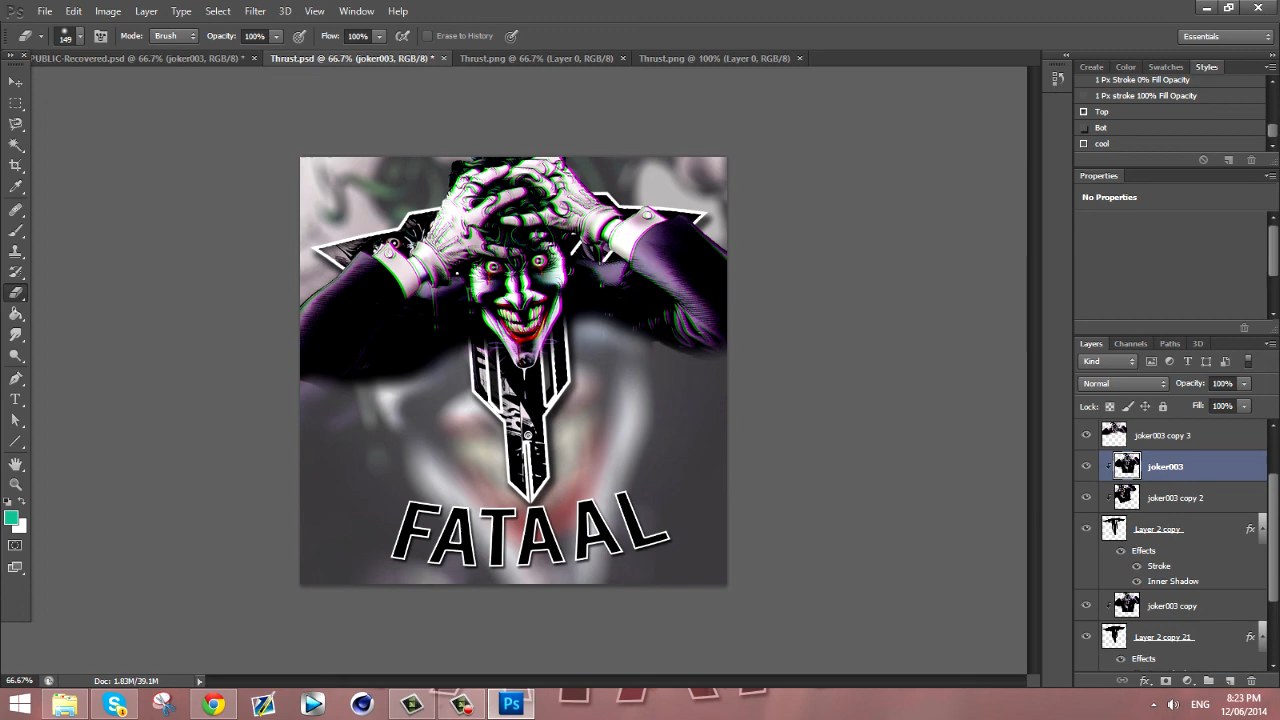 Ps File Edit Image Layer Type Select Filter 3D View Window Help
149 Mode: Brush Opacity: 100% Flow: 100% Erase to History Essentials
PUBLIC-Recovered.psd @ 66.7% (joker003, RGB/8) * × Thrust.psd @ 66.7% (joker003, RGB/8) * × Thrust.png @ 66.7% (Layer 0, RGB/8) × Thrust.png @ 100% (Layer 0, RGB/8) ×
Create Color Swatches Styles
1 Px Stroke 0% Fill Opacity
1 Px stroke 100% Fill Opacity
Top
Bot
cool
Properties
No Properties
Layers Channels Paths 3D
Kind
Normal Opacity: 100%
Lock: Fill: 100%
joker003 copy 3
joker003
joker003 copy 2
Layer 2 copy fx
Effects
Stroke
Inner Shadow
joker003 copy
Layer 2 copy 21 fx
Effects
FATAAL
66.67% Doc: 1.83M/39.1M
Ps ENG 8:23 PM
12/06/2014